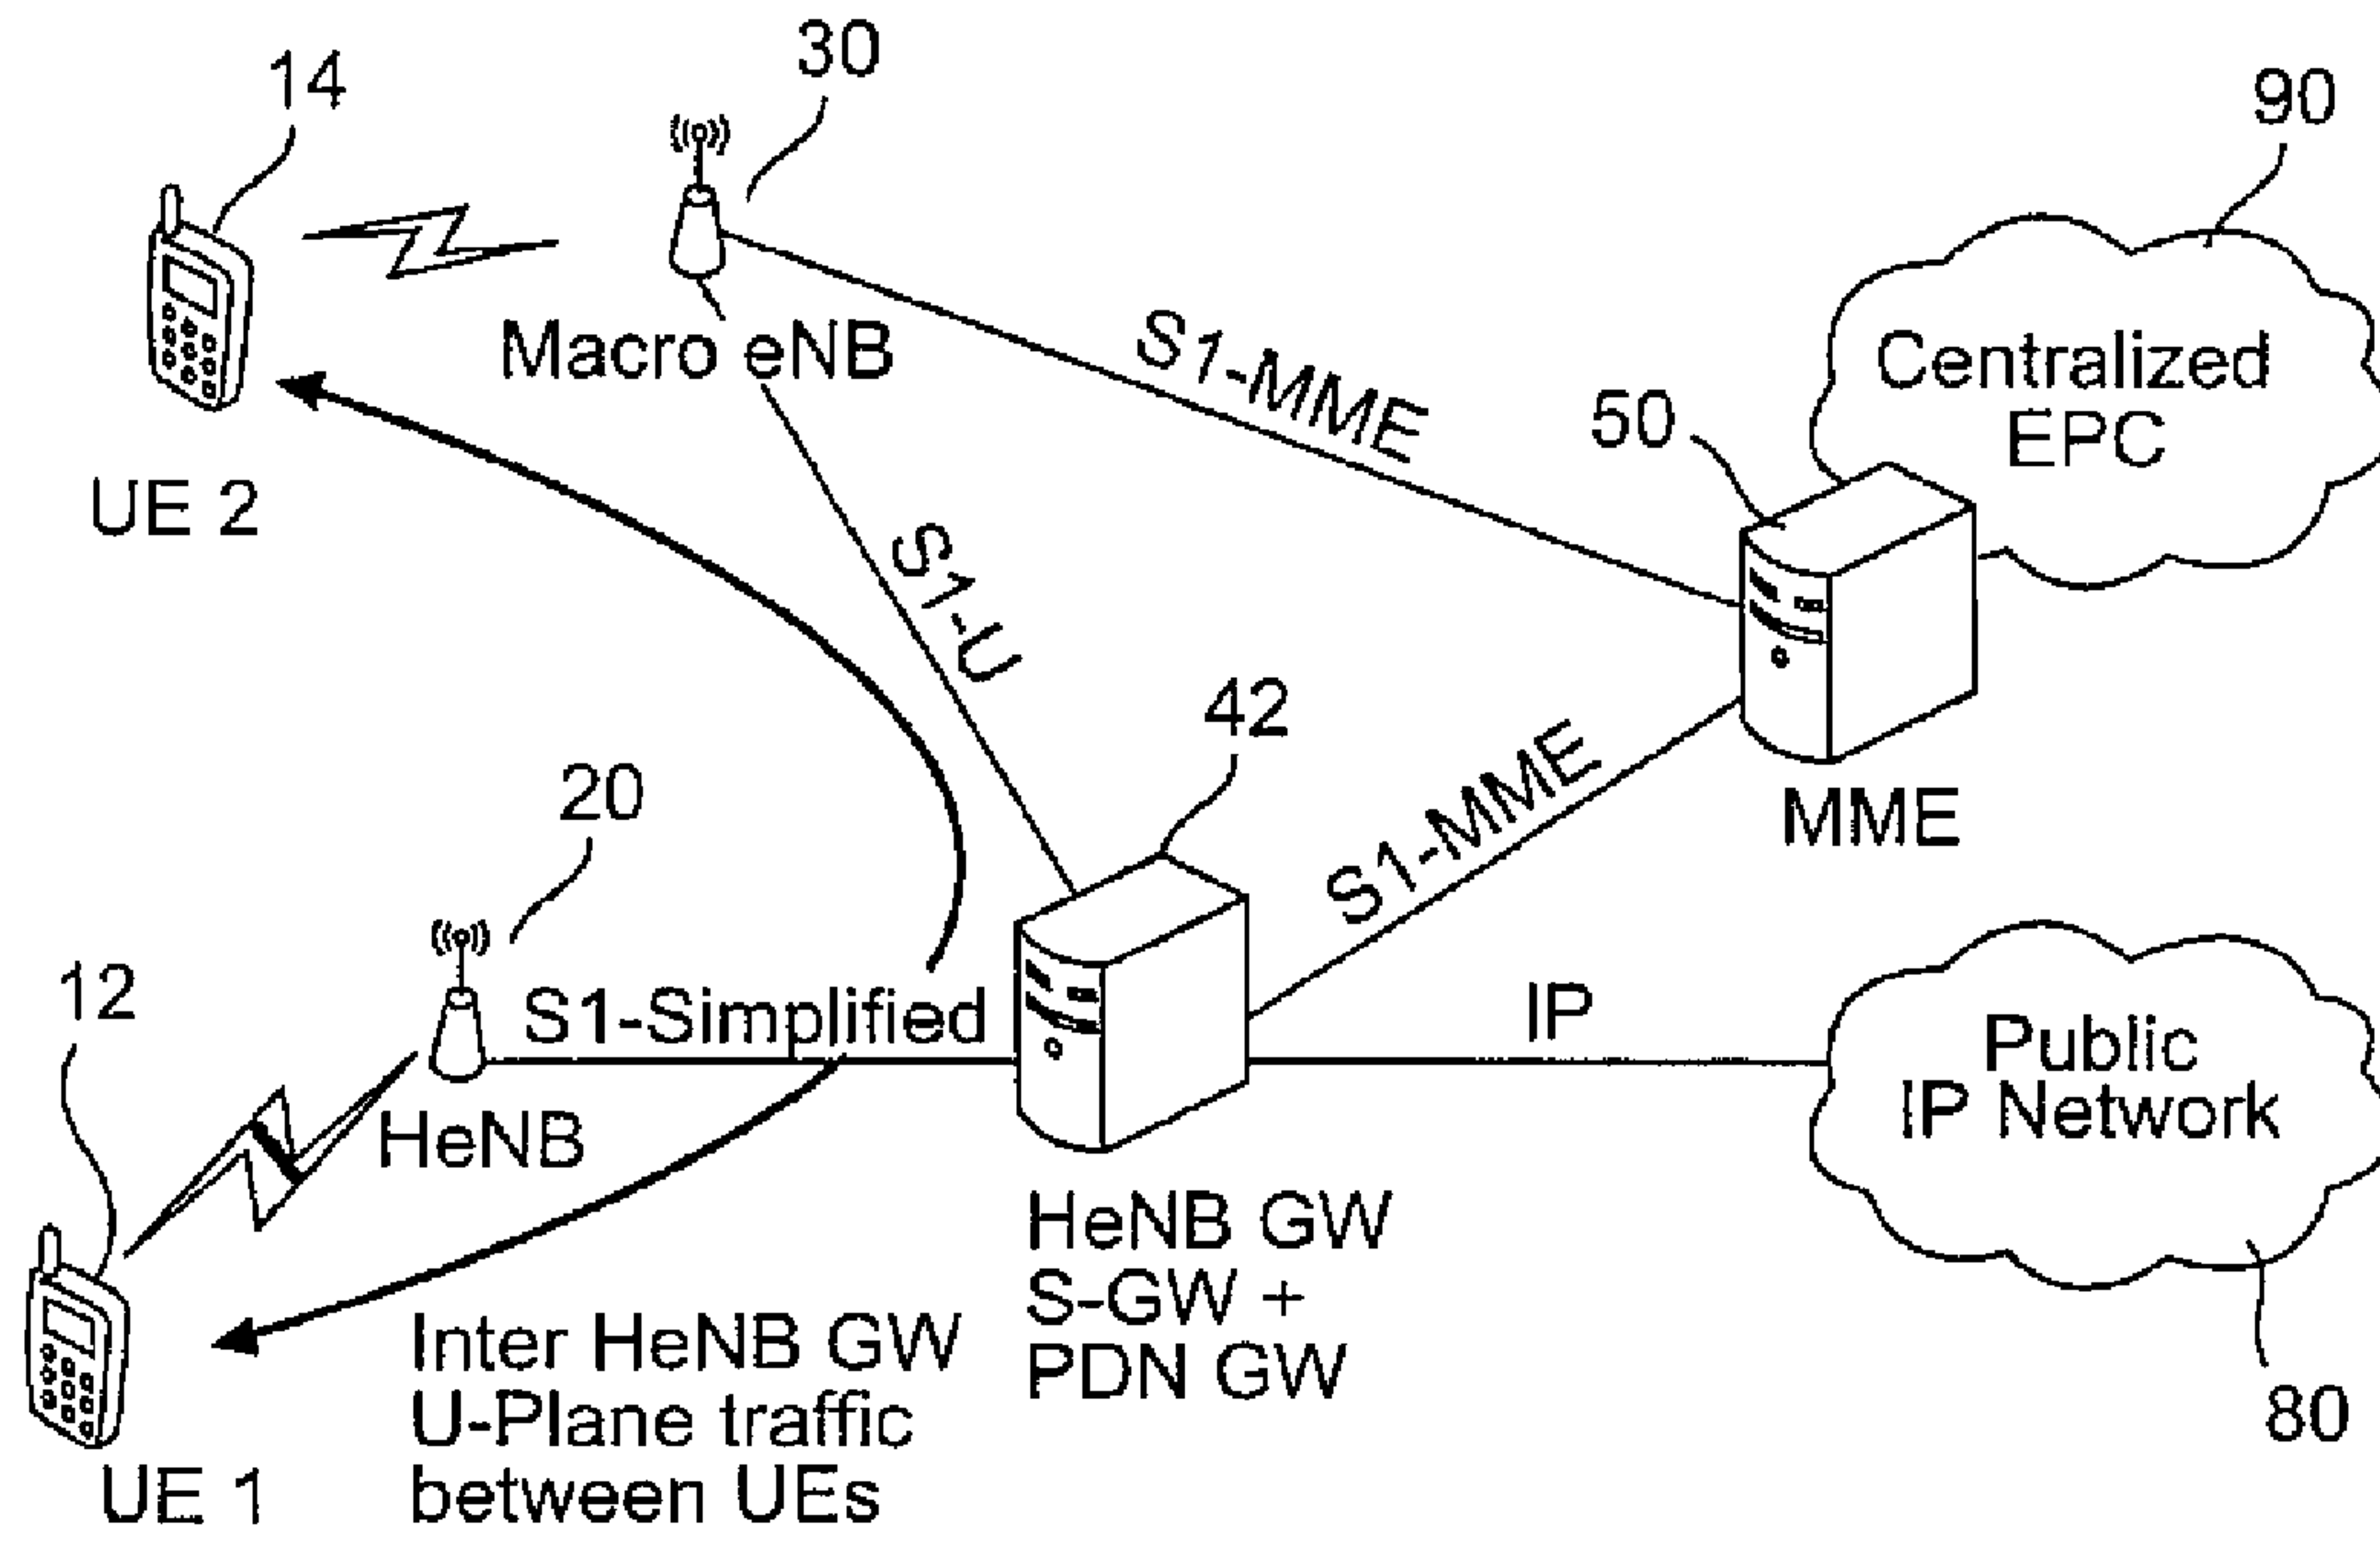 30
14
90
Macro eNB
S1-MME
Centralized
EPC
50
UE 2
S1-U
42
20
MME
S1-MME
12
S1-Simplified
IP
Public
IP Network
HeNB
HeNB GW
S-GW +
PDN GW
Inter HeNB GW
U-Plane traffic
between UEs
80
UE 1